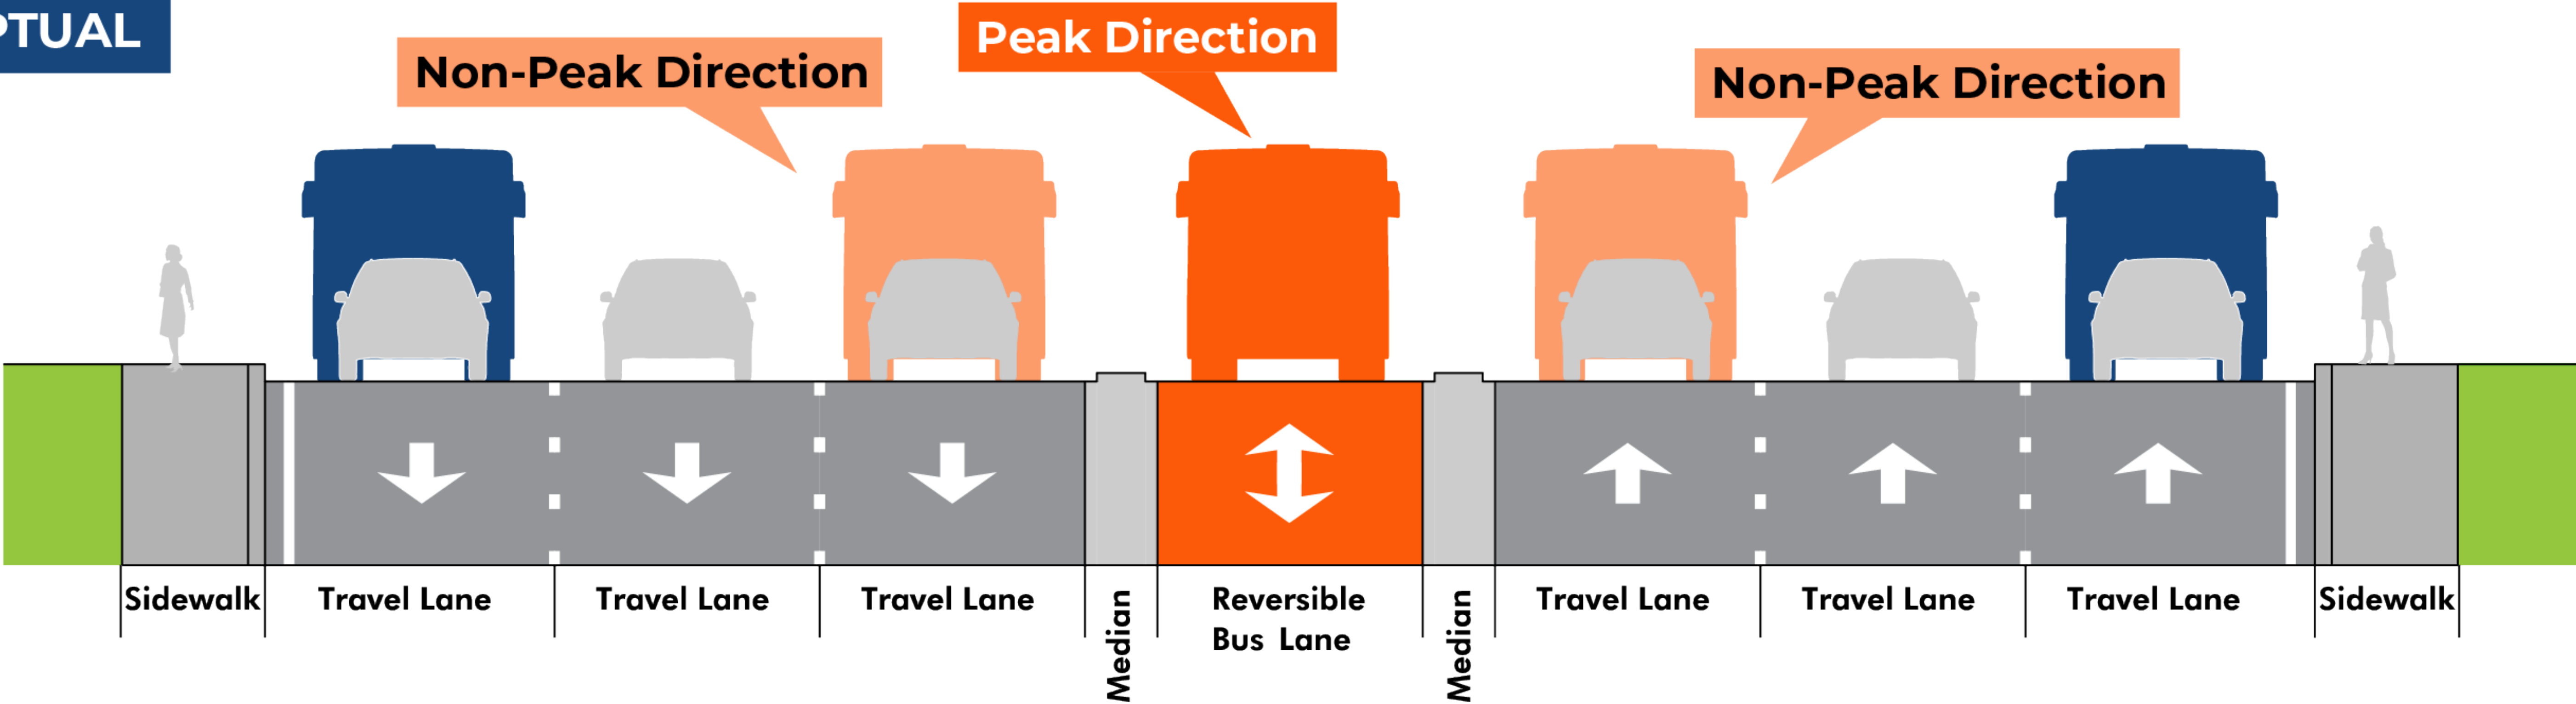 PTUAL
Non-Peak Direction
Peak Direction
Non-Peak Direction
Sidewalk
Travel Lane
Travel Lane
Travel Lane
Median
Reversible
Bus Lane
Median
Travel Lane
Travel Lane
Travel Lane
Sidewalk